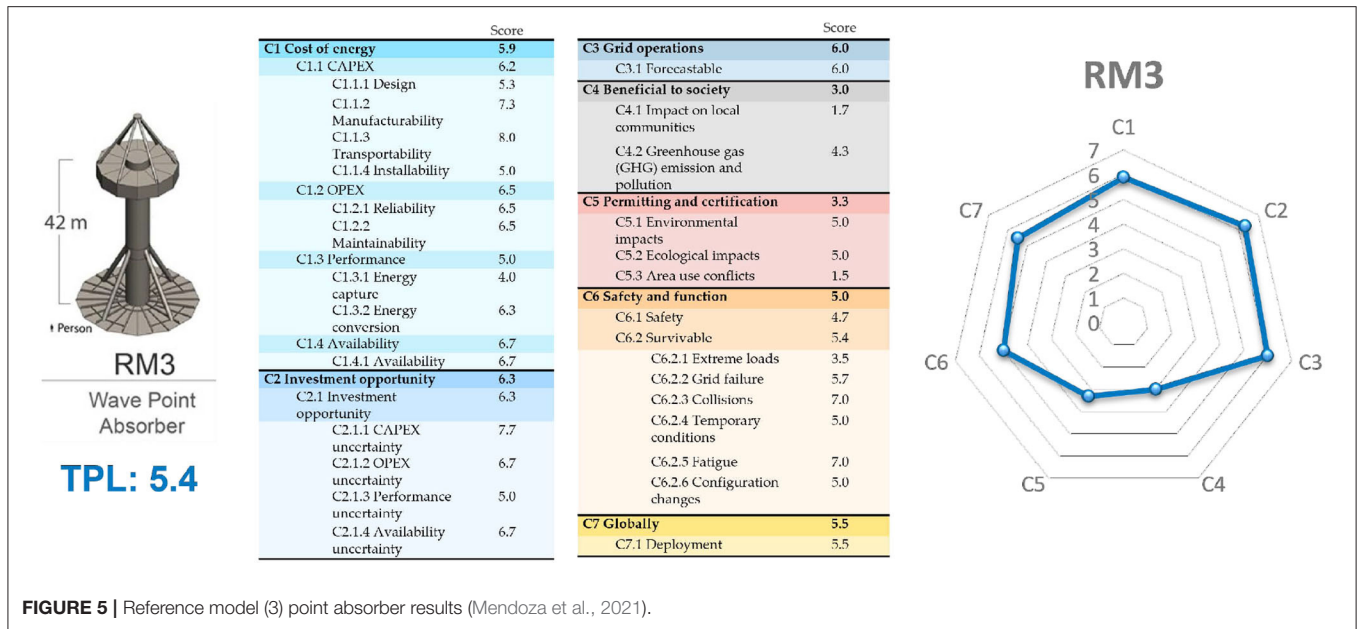 42 m
Person
RM3
Wave Point
Absorber
TPL: 5.4
Score
C1 Cost of energy 5.9
C1.1 CAPEX 6.2
C1.1.1 Design 5.3
C1.1.2 7.3
Manufacturability
C1.1.3 8.0
Transportability
C1.1.4 Installability 5.0
C1.2 OPEX 6.5
C1.2.1 Reliability 6.5
C1.2.2 6.5
Maintainability
C1.3 Performance 5.0
C1.3.1 Energy 4.0
capture
C1.3.2 Energy 6.3
conversion
C1.4 Availability 6.7
C1.4.1 Availability 6.7
C2 Investment opportunity 6.3
C2.1 Investment 6.3
opportunity
C2.1.1 CAPEX 7.7
uncertainty
C2.1.2 OPEX 6.7
uncertainty
C2.1.3 Performance 5.0
uncertainty
C2.1.4 Availability 6.7
uncertainty
Score
C3 Grid operations 6.0
C3.1 Forecastable 6.0
C4 Beneficial to society 3.0
C4.1 Impact on local 1.7
communities
C4.2 Greenhouse gas 4.3
(GHG) emission and
pollution
C5 Permitting and certification 3.3
C5.1 Environmental 5.0
impacts
C5.2 Ecological impacts 5.0
C5.3 Area use conflicts 1.5
C6 Safety and function 5.0
C6.1 Safety 4.7
C6.2 Survivable 5.4
C6.2.1 Extreme loads 3.5
C6.2.2 Grid failure 5.7
C6.2.3 Collisions 7.0
C6.2.4 Temporary 5.0
conditions
C6.2.5 Fatigue 7.0
C6.2.6 Configuration 5.0
changes
C7 Globally 5.5
C7.1 Deployment 5.5
RM3
C1
7
6
5
4
3
2
1
0
C2
C3
C4
C5
C6
C7
FIGURE 5 | Reference model (3) point absorber results (Mendoza et al., 2021).